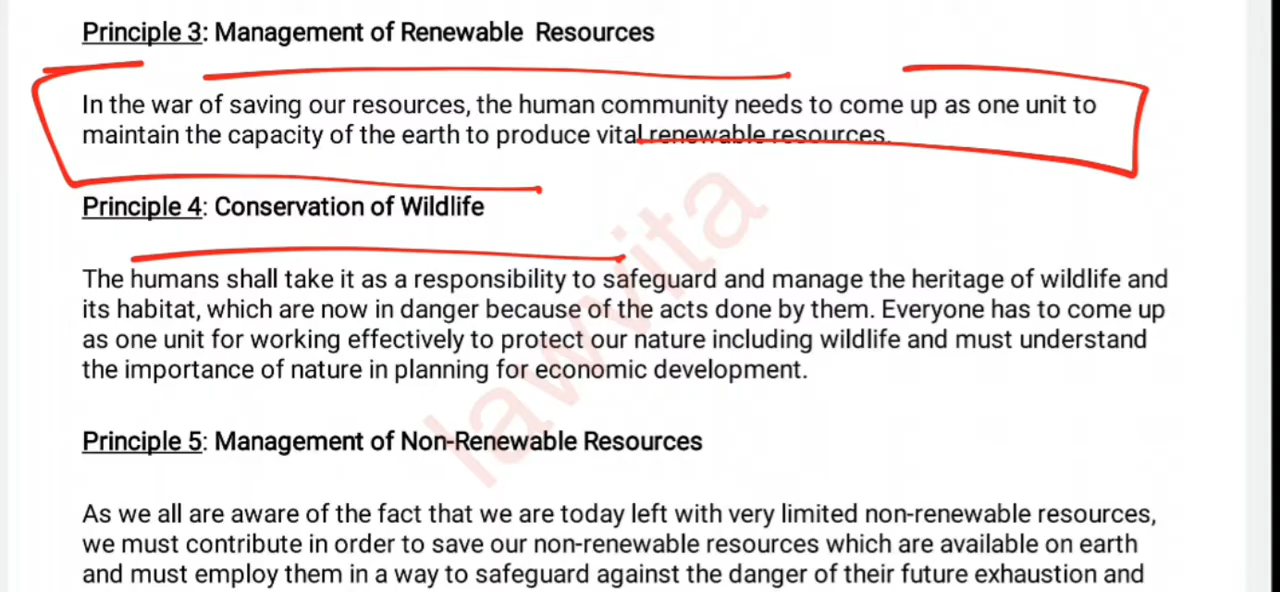 Principle 3: Management of Renewable Resources
In the war of saving our resources, the human community needs to come up as one unit to
maintain the capacity of the earth to produce vital renewable resources.
Principle 4: Conservation of Wildlife
The humans shall take it as a responsibility to safeguard and manage the heritage of wildlife and
its habitat, which are now in danger because of the acts done by them. Everyone has to come up
as one unit for working effectively to protect our nature including wildlife and must understand
the importance of nature in planning for economic development.
lawvita
Principle 5: Management of Non-Renewable Resources
As we all are aware of the fact that we are today left with very limited non-renewable resources,
we must contribute in order to save our non-renewable resources which are available on earth
and must employ them in a way to safeguard against the danger of their future exhaustion and